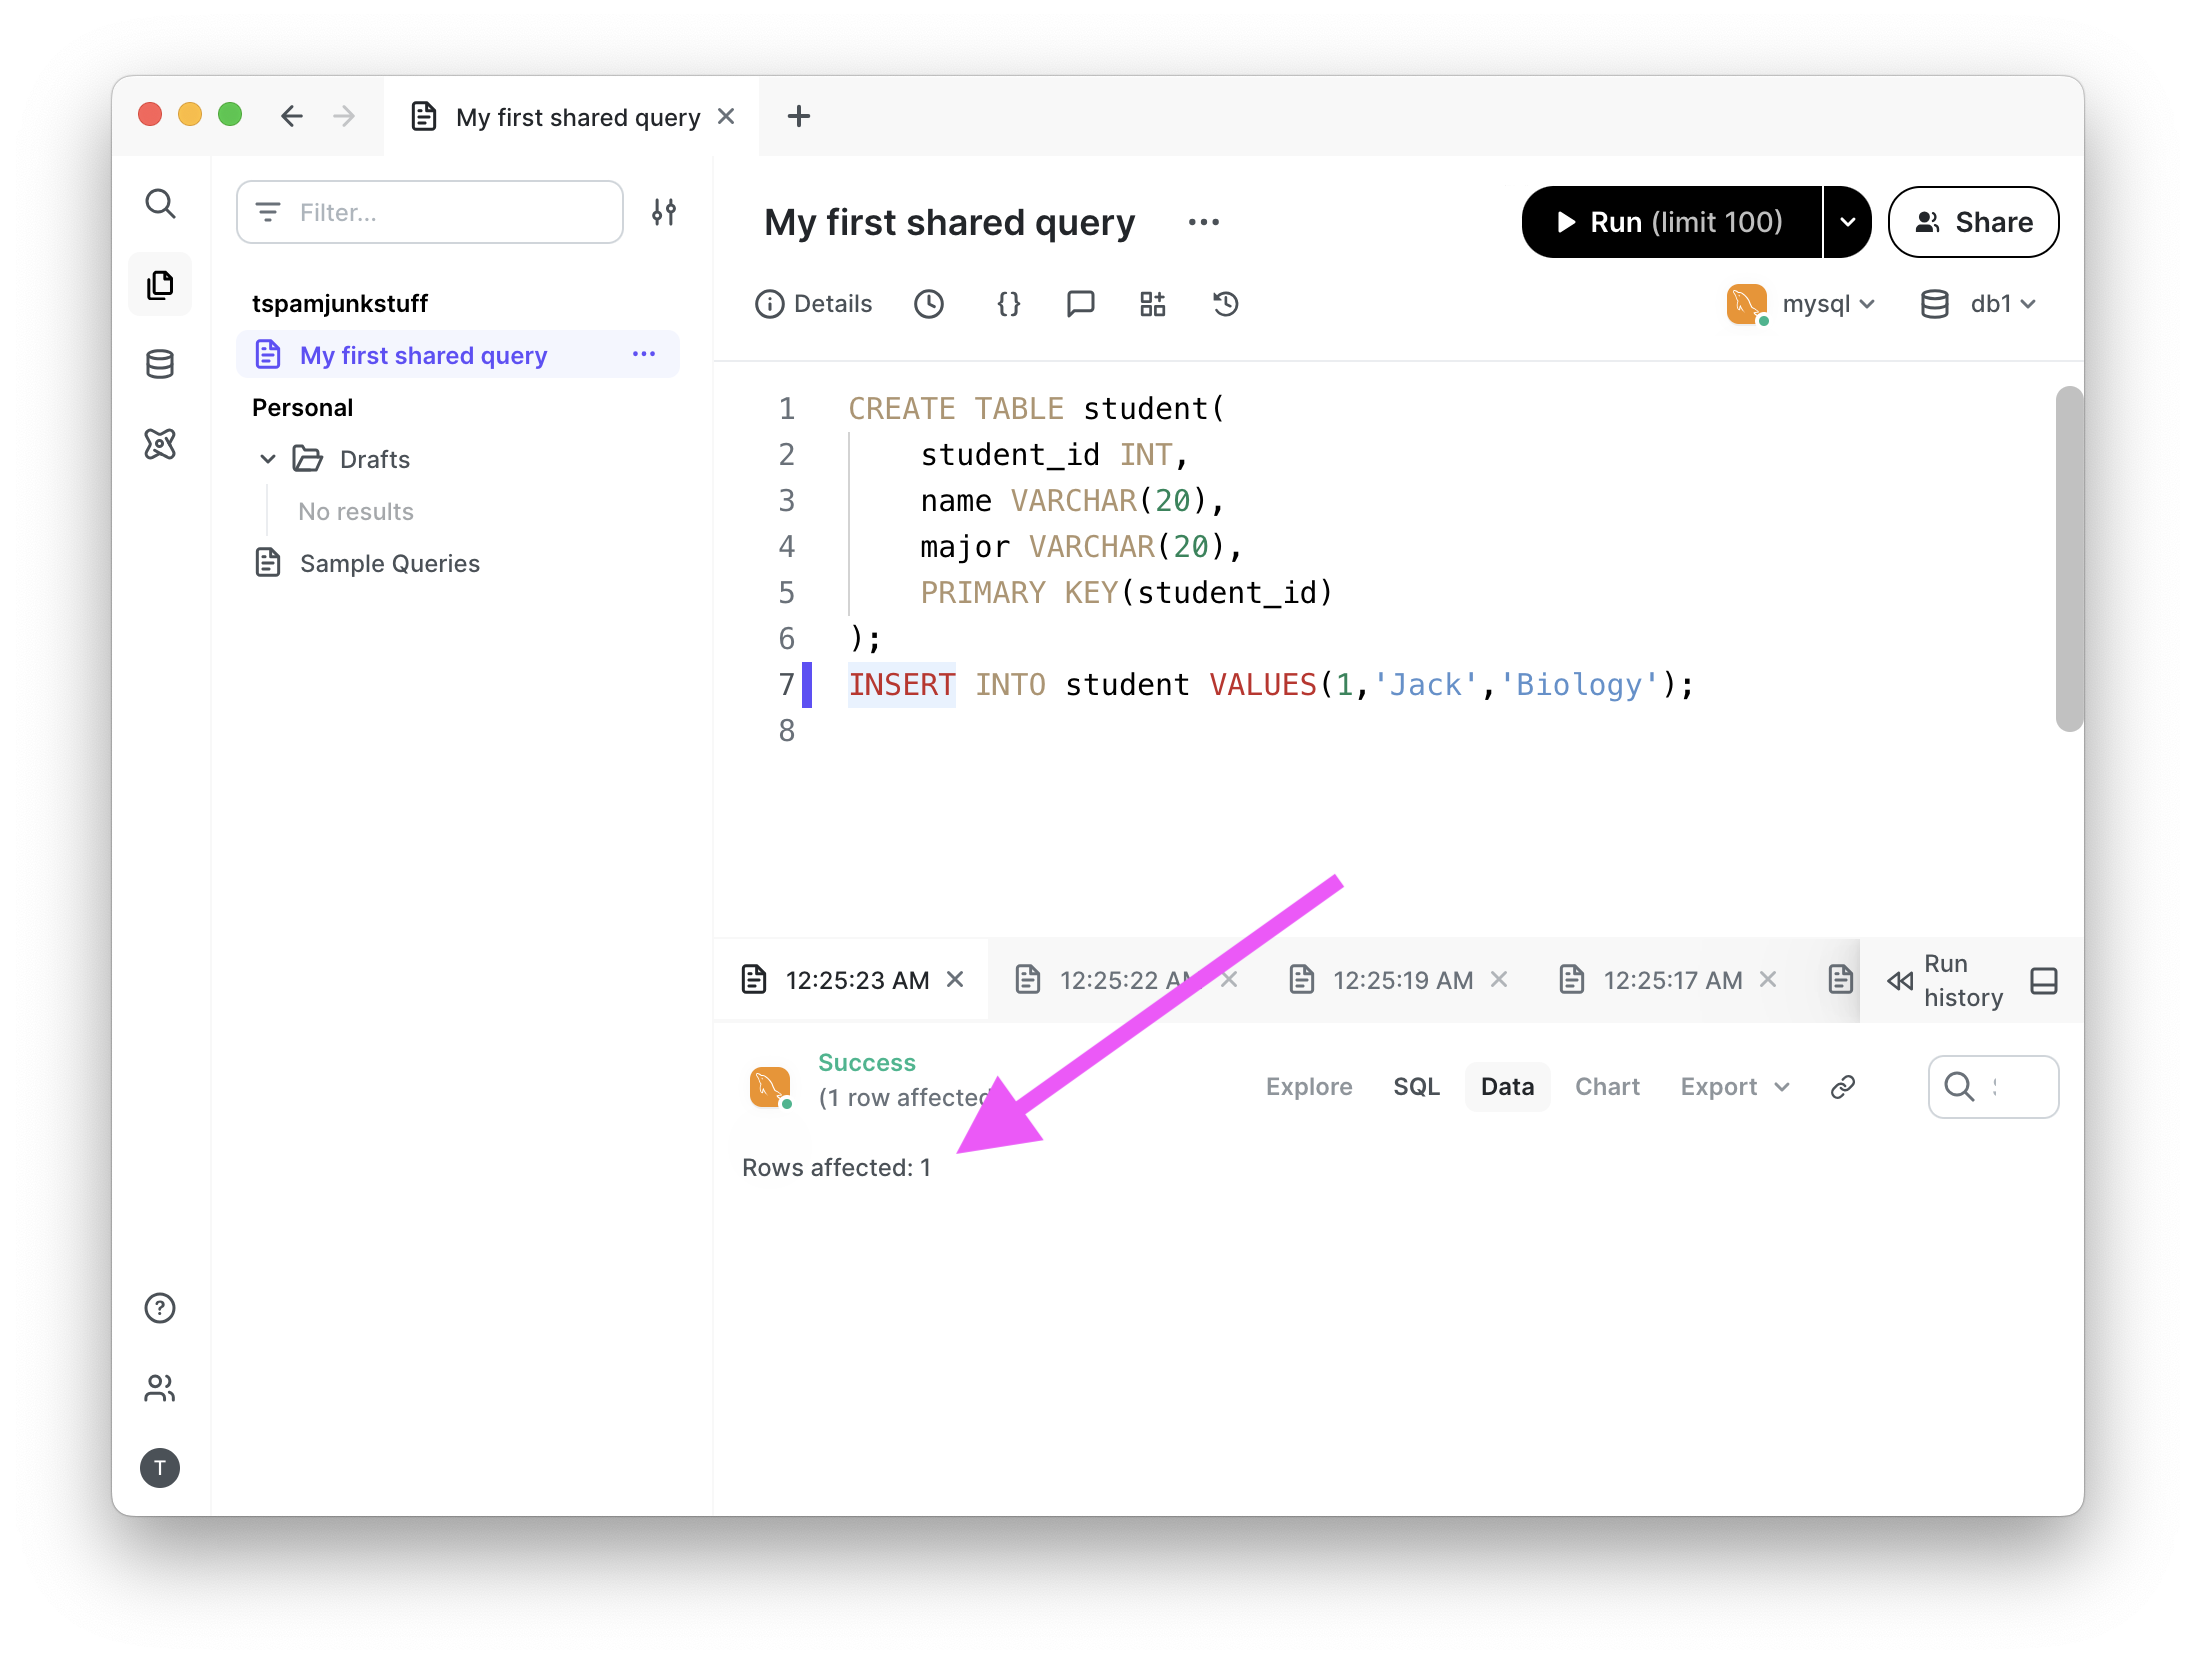 My first shared query
Filter...
tspamjunkstuff
My first shared query
Personal
Drafts
No results
Sample Queries
T
My first shared query
Run (limit 100)
Share
Details
mysql
db1
1 CREATE TABLE student(
2 student_id INT,
3 name VARCHAR(20),
4 major VARCHAR(20),
5 PRIMARY KEY(student_id)
6 );
7 INSERT INTO student VALUES(1,'Jack','Biology');
8
12:25:23 AM
12:25:22 AM
12:25:19 AM
12:25:17 AM
Run
history
Success
(1 row affected
Explore
SQL
Data
Chart
Export
Rows affected: 1